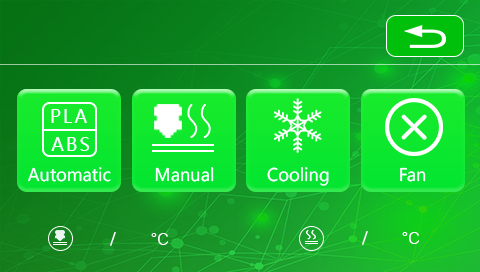 PLA
ABS
Automatic
Manual
Cooling
Fan
/ °C
/ °C